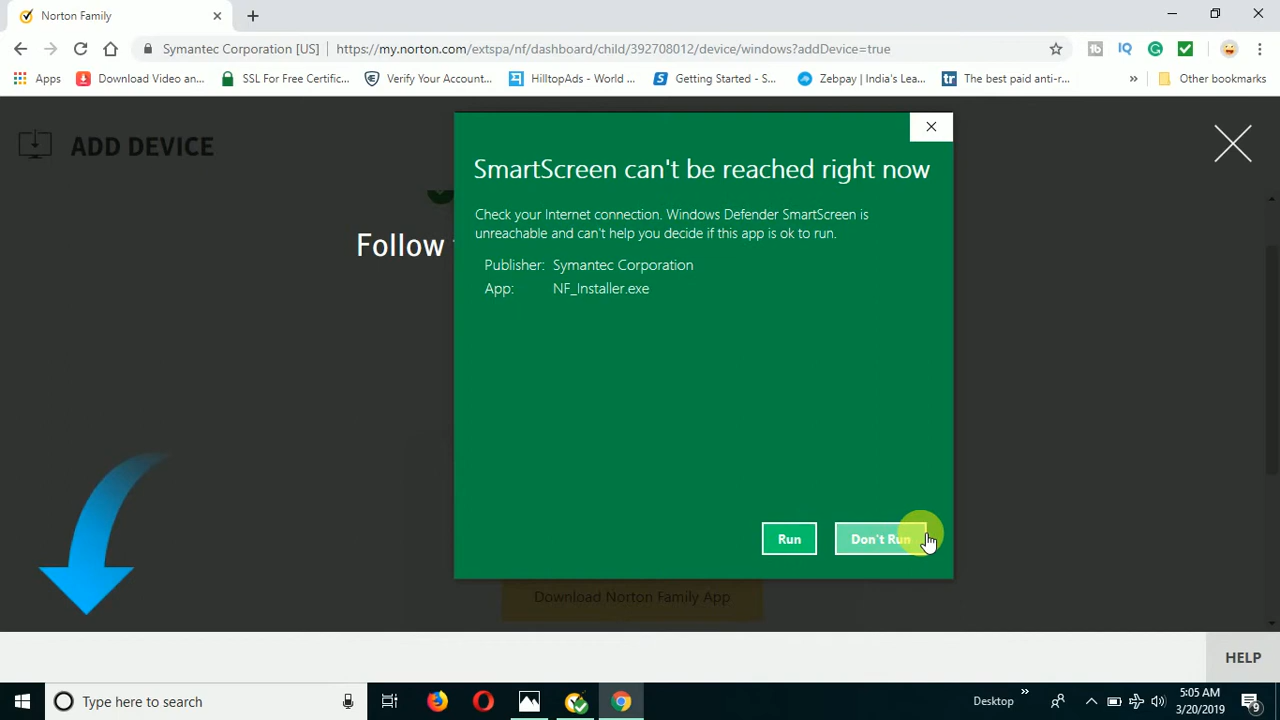 Norton Family
Symantec Corporation [US]
https://my.norton.com/extspa/nf/dashboard/child/392708012/device/windows?addDevice=true
Apps
Download Video an...
SSL For Free Certific...
Verify Your Account...
HilltopAds - World ...
Getting Started - S...
Zebpay | India's Lea...
tr
The best paid anti-r...
»
Other bookmarks
ADD DEVICE
SmartScreen can't be reached right now
Check your Internet connection. Windows Defender SmartScreen is
unreachable and can't help you decide if this app is ok to run.
Follow
Publisher: Symantec Corporation
App: NF_Installer.exe
Run
Don't Run
Download Norton Family App
HELP
Type here to search
Desktop
»
5:05 AM
3/20/2019
9